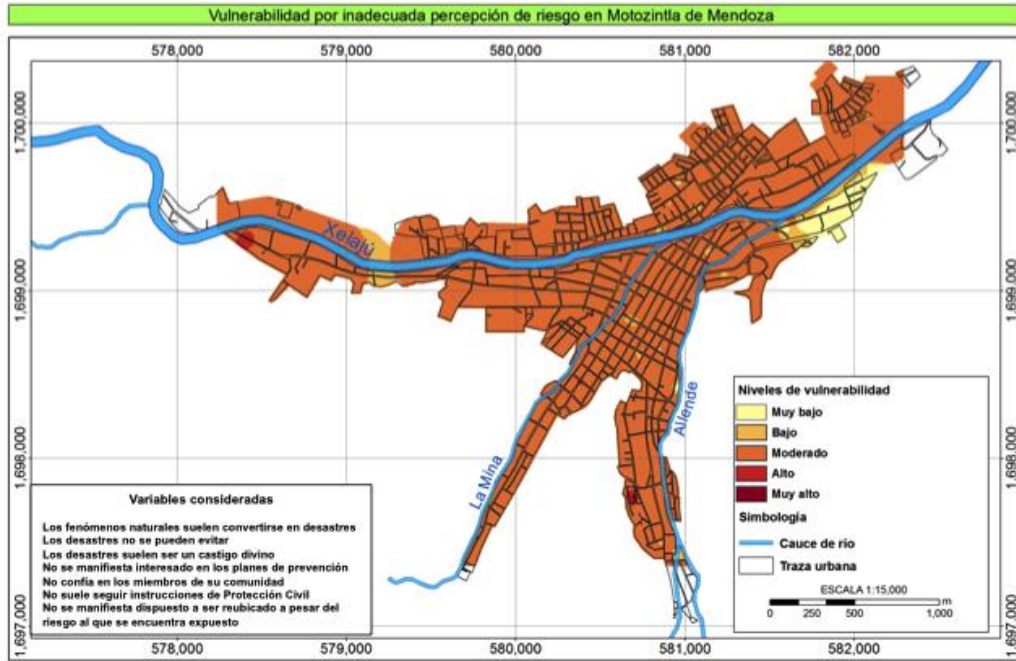 Vulnerabilidad por inadecuada percepción de riesgo en Motozintla de Mendoza
578,000 579,000 580,000 581,000 582,000
1,700,000 1,700,000
Xelajú
1,699,000 1,699,000
Allende
La Mina
1,698,000 1,698,000
1,697,000 1,697,000
Niveles de vulnerabilidad
Muy bajo
Bajo
Moderado
Alto
Muy alto
Simbología
Cauce de río
Traza urbana
ESCALA 1:15,000
0 250 500 1,000 m
Variables consideradas
Los fenómenos naturales suelen convertirse en desastres
Los desastres no se pueden evitar
Los desastres suelen ser un castigo divino
No se manifiesta interesado en los planes de prevención
No confía en los miembros de su comunidad
No suele seguir instrucciones de Protección Civil
No se manifiesta dispuesto a ser reubicado a pesar del
riesgo al que se encuentra expuesto
578,000 579,000 580,000 581,000 582,000